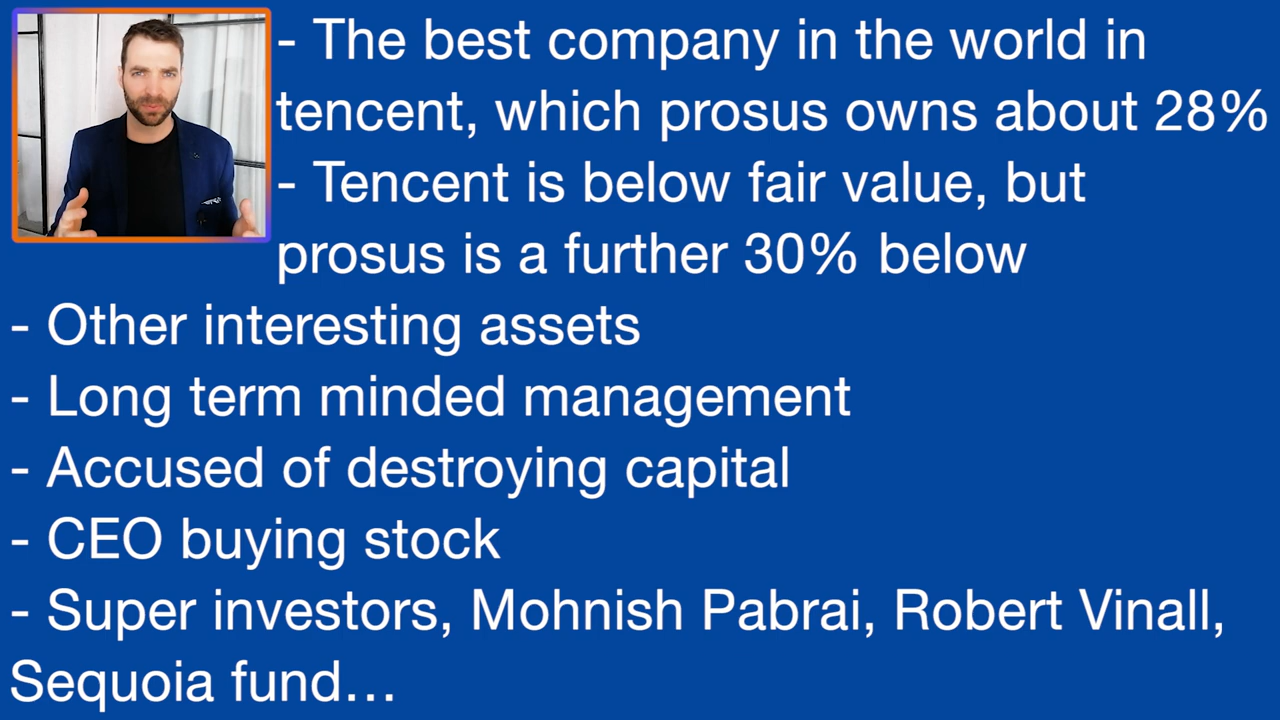 - The best company in the world in
tencent, which prosus owns about 28%
- Tencent is below fair value, but
prosus is a further 30% below
- Other interesting assets
- Long term minded management
- Accused of destroying capital
- CEO buying stock
- Super investors, Mohnish Pabrai, Robert Vinall,
Sequoia fund…